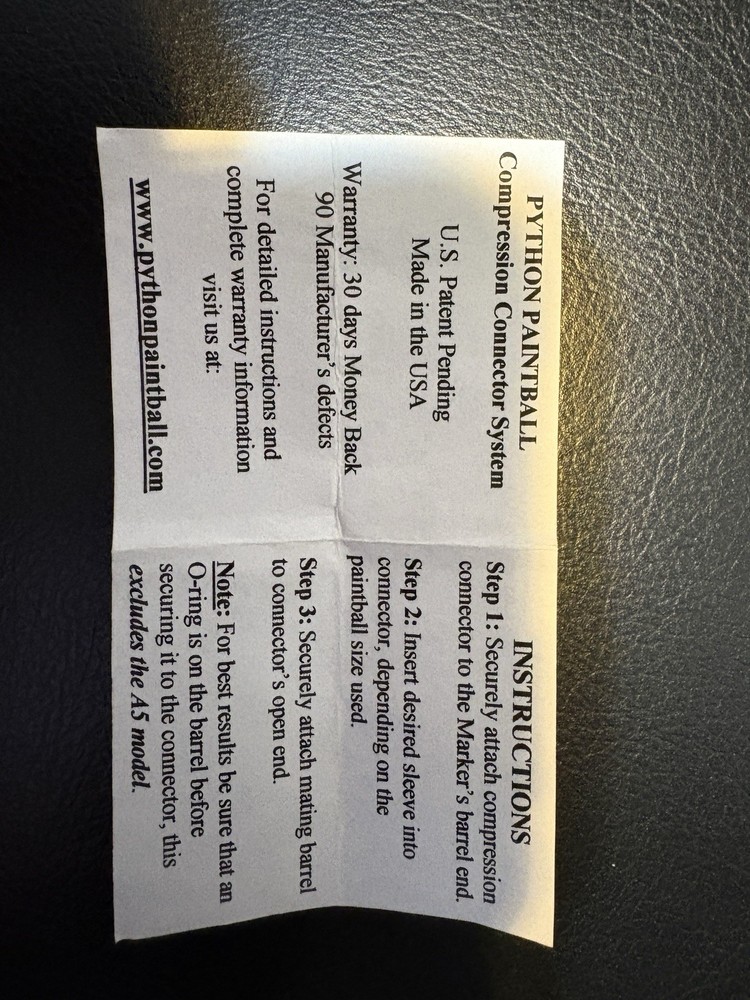 PYTHON PAINTBALL
Compression Connector System
U.S. Patent Pending
Made in the USA
Warranty: 30 days Money Back
90 Manufacturer's defects
For detailed instructions and
complete warranty information
visit us at:
www.pythonpaintball.com
INSTRUCTIONS
Step 1: Securely attach compression
connector to the Marker's barrel end.
Step 2: Insert desired sleeve into
connector, depending on the
paintball size used.
Step 3: Securely attach mating barrel
to connector's open end.
Note: For best results be sure that an
O-ring is on the barrel before
securing it to the connector, this
excludes the A5 model.